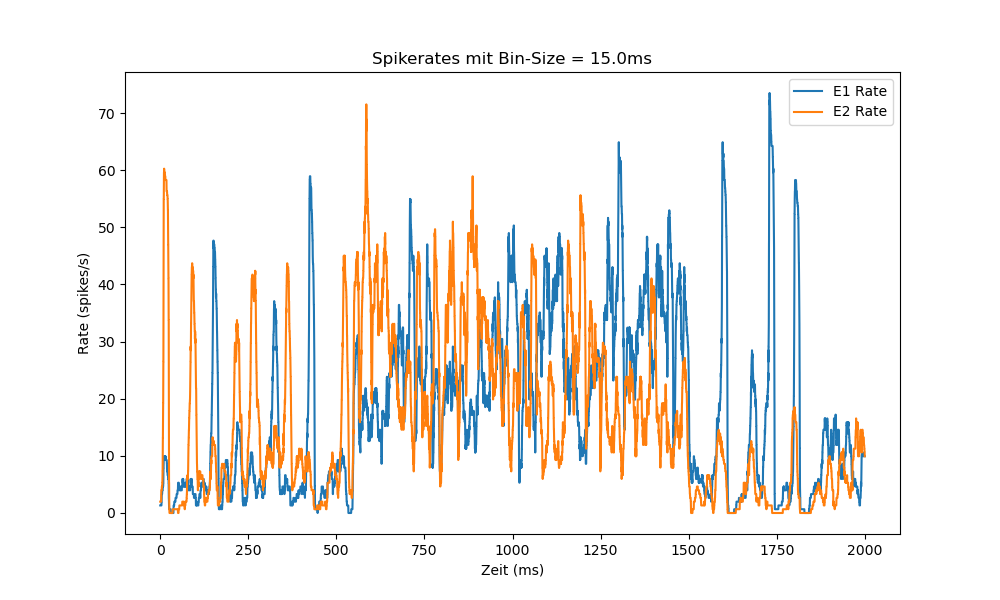 Spikerates mit Bin-Size = 15.0ms
E1 Rate
E2 Rate
Rate (spikes/s)
70
60
50
40
30
20
10
0
0 250 500 750 1000 1250 1500 1750 2000
Zeit (ms)